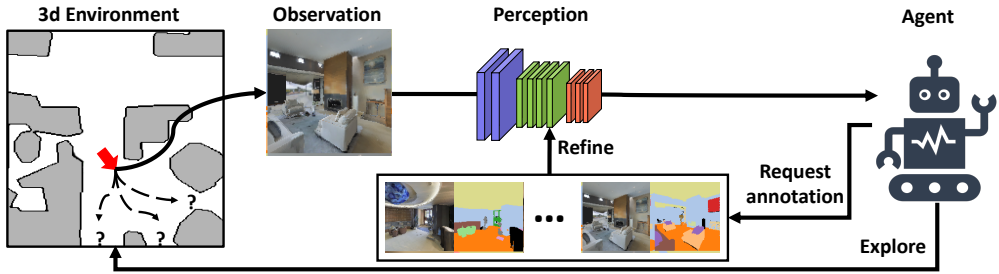 3d Environment
Observation
Perception
Agent
Refine
Request
annotation
?
?
?
...
Explore